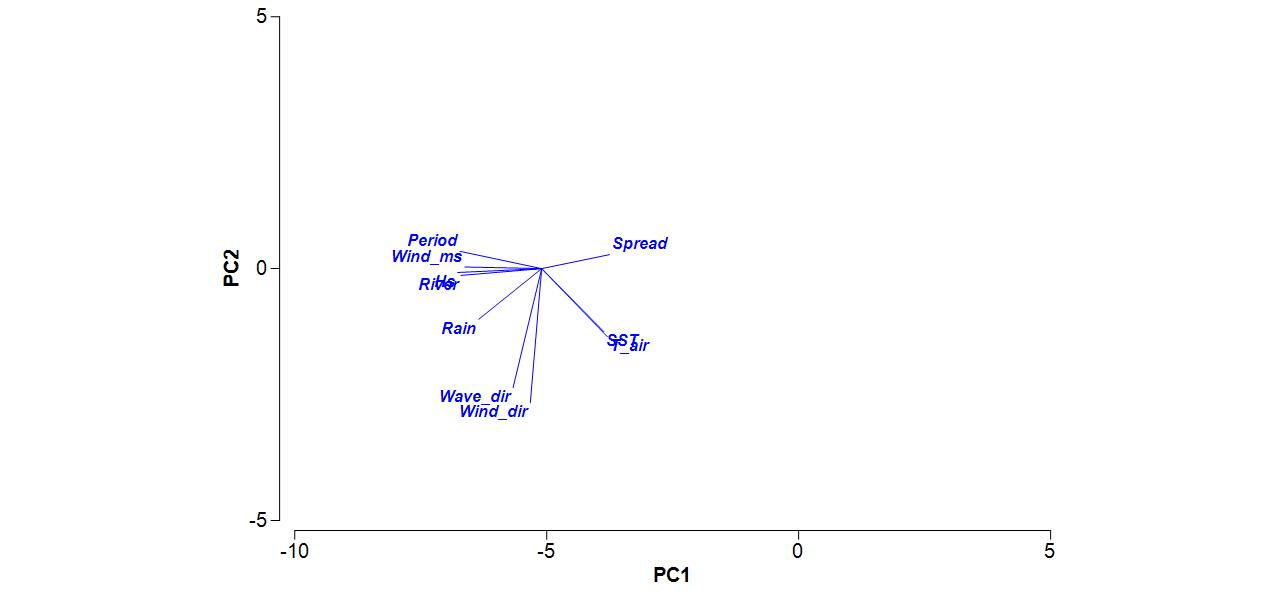 5
Period
Spread
Wind_ms
PC2
0
Hs
River
Rain
SST
T_air
Wave_dir
Wind_dir
-5
-10
-5
0
5
PC1